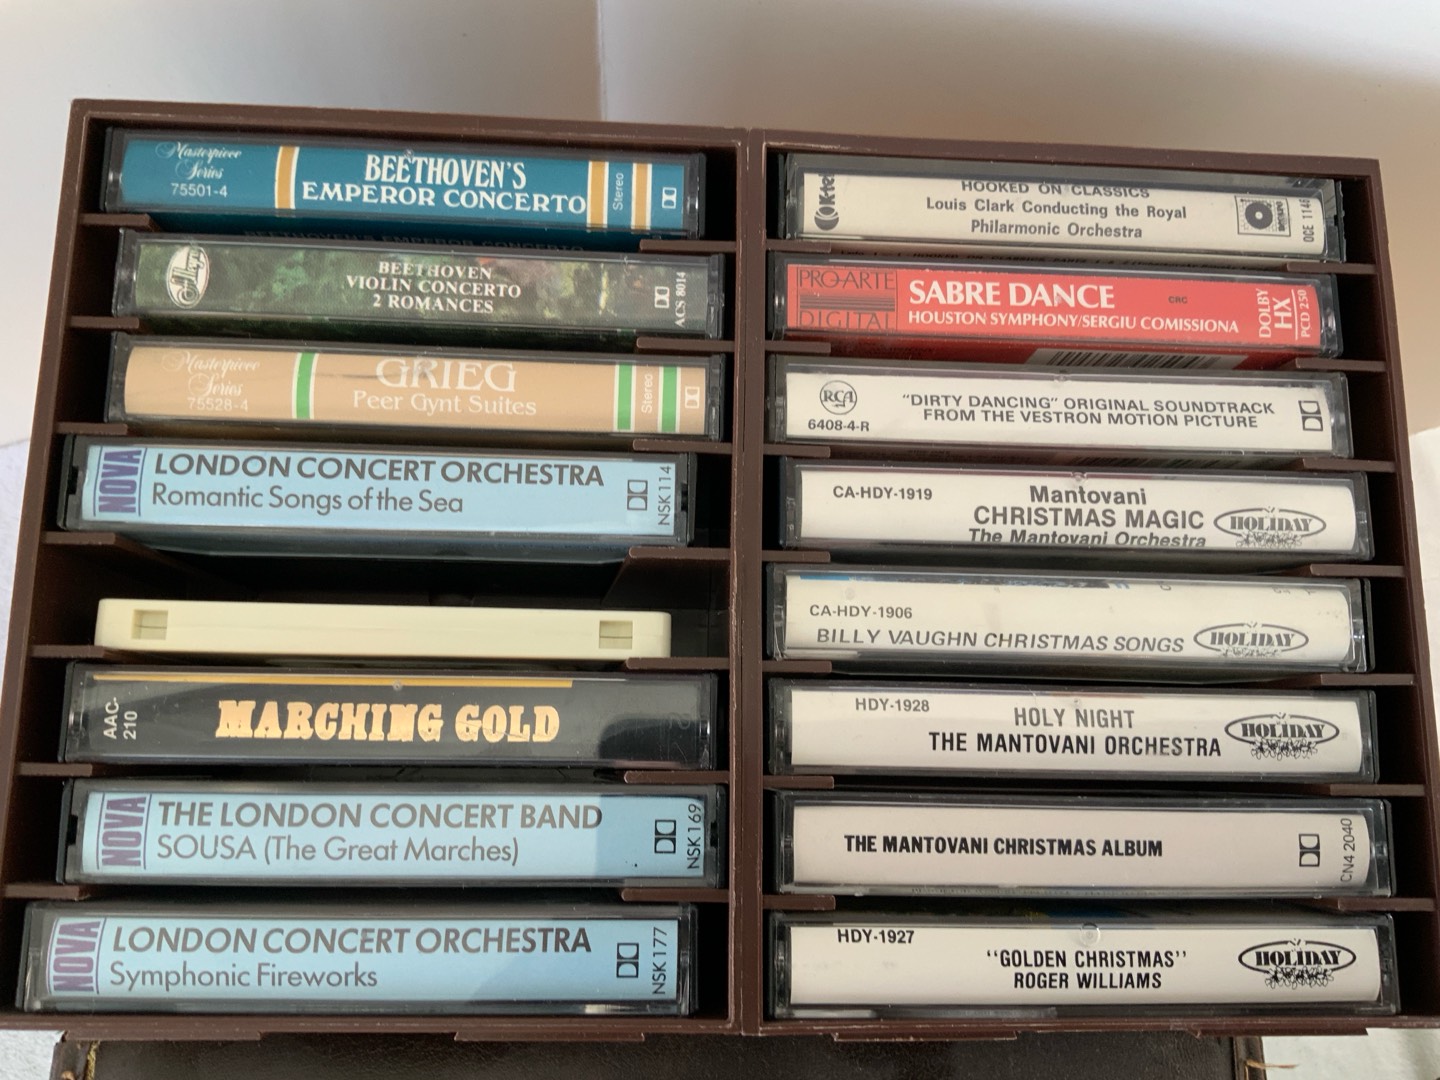 Masterpiece
Series
75501-4
BEETHOVEN'S
EMPEROR CONCERTO
Stereo
BEETHOVEN
VIOLIN CONCERTO
2 ROMANCES
ACS 8014
Masterpiece
Series
75528-4
GRIEG
Peer Gynt Suites
Stereo
NOVA
LONDON CONCERT ORCHESTRA
Romantic Songs of the Sea
NSK 114
AAC-
210
MARCHING GOLD
NOVA
THE LONDON CONCERT BAND
SOUSA (The Great Marches)
NSK 169
NOVA
LONDON CONCERT ORCHESTRA
Symphonic Fireworks
NSK 177
K-tel
HOOKED ON CLASSICS
Louis Clark Conducting the Royal
Philarmonic Orchestra
PRO-ARTE
DIGITAL
SABRE DANCE
CRC
HOUSTON SYMPHONY/SERGIU COMISSIONA
DOLBY
HX
PCD 250
RCA
6408-4-R
"DIRTY DANCING" ORIGINAL SOUNDTRACK
FROM THE VESTRON MOTION PICTURE
CA-HDY-1919
Mantovani
CHRISTMAS MAGIC
The Mantovani Orchestra
HOLIDAY
CA-HDY-1906
BILLY VAUGHN CHRISTMAS SONGS
HOLIDAY
HDY-1928
HOLY NIGHT
THE MANTOVANI ORCHESTRA
HOLIDAY
THE MANTOVANI CHRISTMAS ALBUM
CN4 2040
HDY-1927
"GOLDEN CHRISTMAS"
ROGER WILLIAMS
HOLIDAY